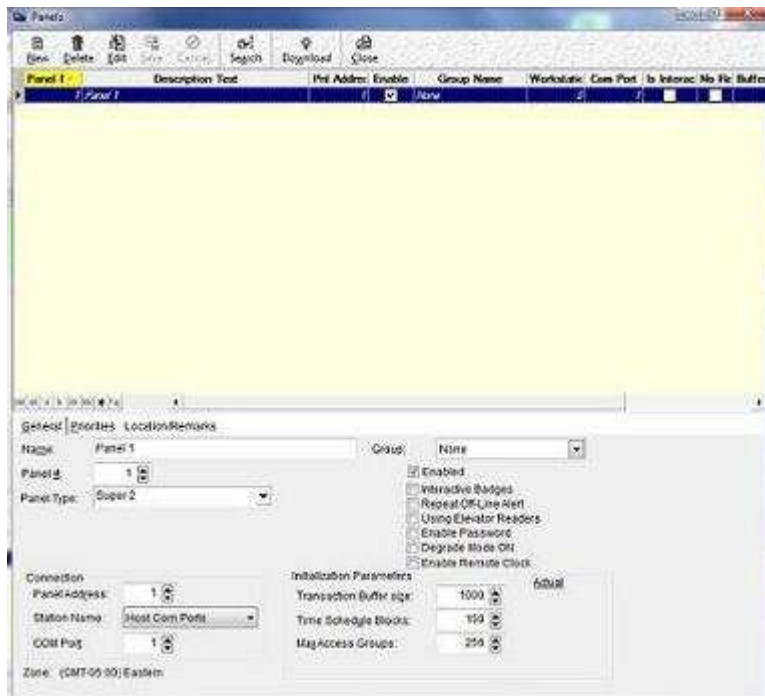 Panels
New Delete Edit Save Cancel Search Download Close
Panel # Description Text Pnl Addres Enable Group Name Workstatic Com Port Is Interac No Re Buffer
1 Panel 1 1 None 1
General Priorities Location/Remarks
Name: Panel 1 Group: None
Panel #: 1 Enabled
Panel Type: Super 2 Interactive Badges
Repeat Off-Line Alert
Using Elevator Readers
Enable Password
Degrade Mode ON
Enable Remote Clock
Connection Initialization Parameters Actual
Panel Address: 1 Transaction Buffer size: 1000
Station Name: Host Com Ports Time Schedule Blocks: 100
COM Port: 1 Max Access Groups: 256
Zone: (GMT-05:00) Eastern